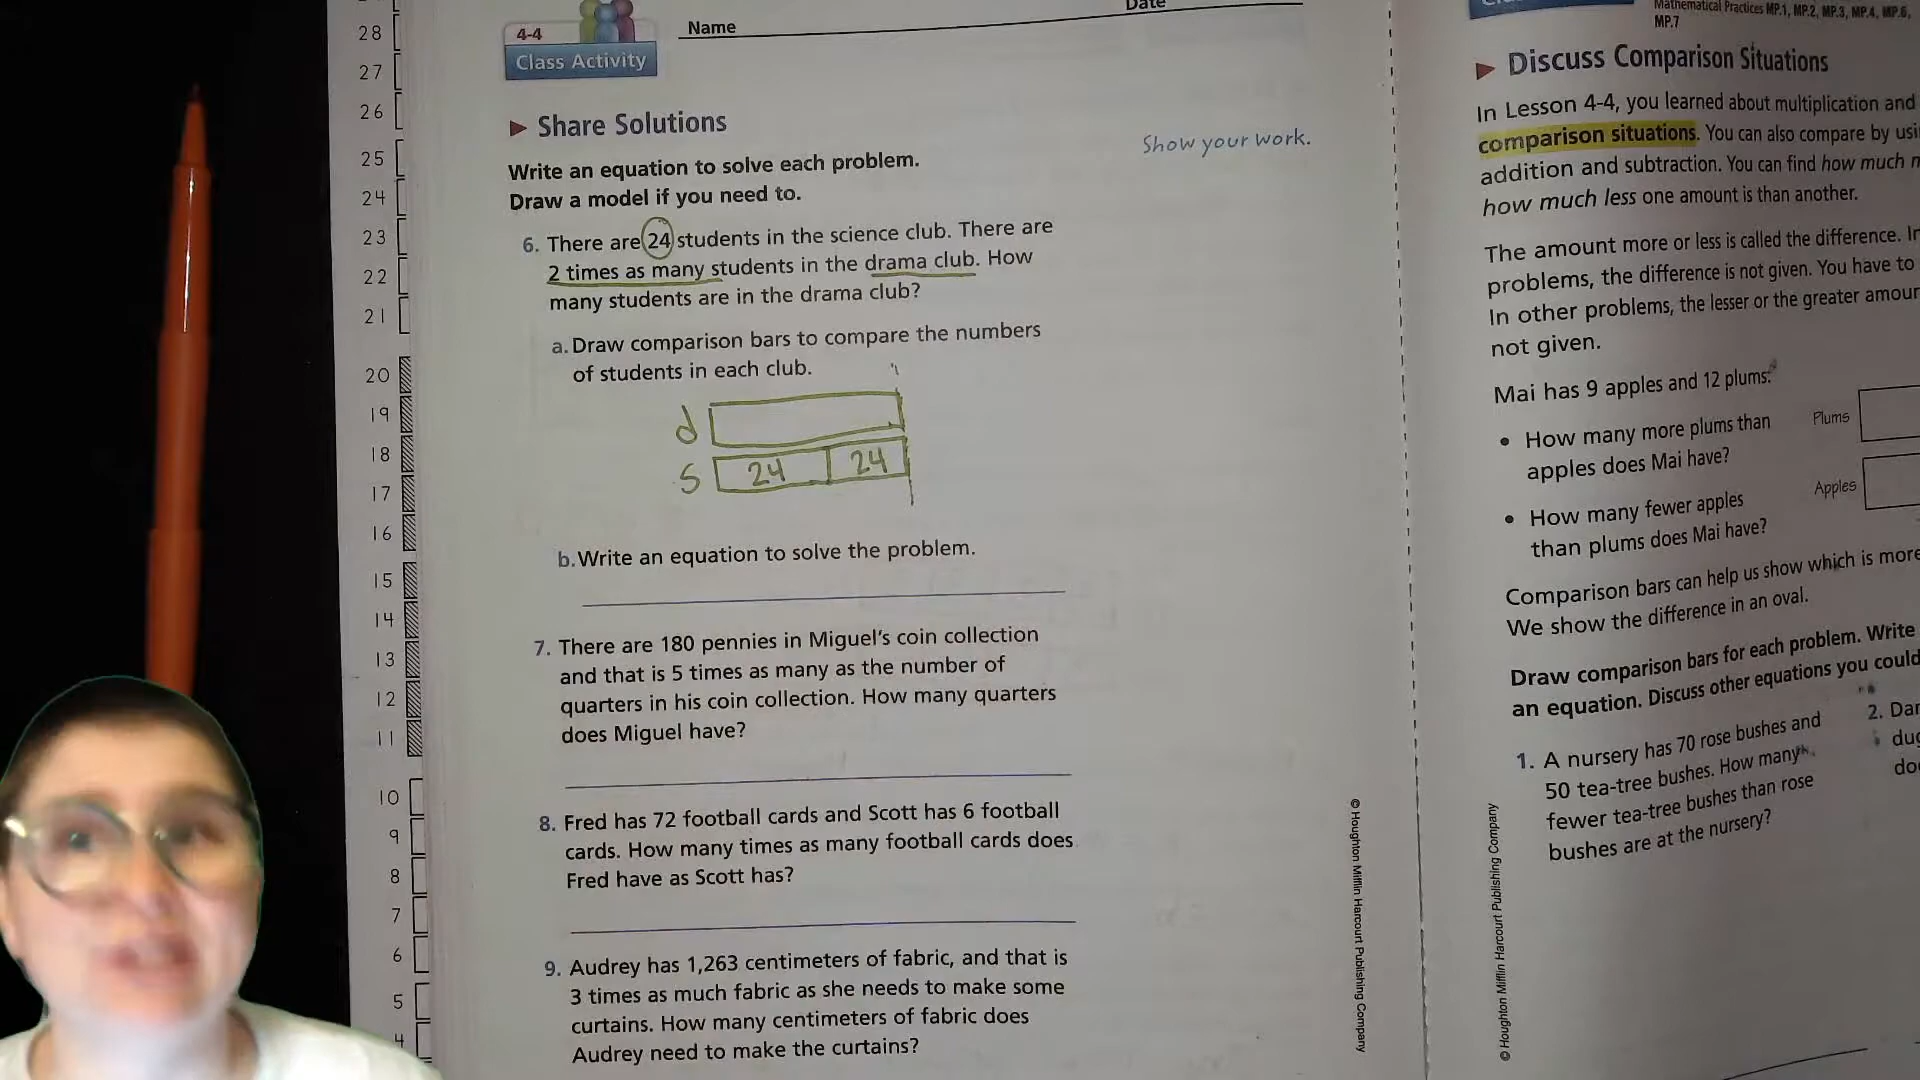 28
27
26
25
24
23
22
21
20
19
18
17
16
15
14
13
12
11
10
9
8
7
6
5
4
4-4
Class Activity
Name
Date
Share Solutions
Show your work.
Write an equation to solve each problem.
Draw a model if you need to.
6. There are 24 students in the science club. There are
2 times as many students in the drama club. How
many students are in the drama club?
a. Draw comparison bars to compare the numbers
of students in each club.
d
S 24 24
b. Write an equation to solve the problem.
7. There are 180 pennies in Miguel's coin collection
and that is 5 times as many as the number of
quarters in his coin collection. How many quarters
does Miguel have?
8. Fred has 72 football cards and Scott has 6 football
cards. How many times as many football cards does
Fred have as Scott has?
9. Audrey has 1,263 centimeters of fabric, and that is
3 times as much fabric as she needs to make some
curtains. How many centimeters of fabric does
Audrey need to make the curtains?
© Houghton Mifflin Harcourt Publishing Company
Mathematical Practices MP.1, MP.2, MP.3, MP.4, MP.6,
MP.7
Discuss Comparison Situations
In Lesson 4-4, you learned about multiplication and
comparison situations. You can also compare by
addition and subtraction. You can find how much
how much less one amount is than another.
The amount more or less is called the difference.
problems, the difference is not given. You have to
In other problems, the lesser or the greater
not given.
Mai has 9 apples and 12 plums.
• How many more plums than
apples does Mai have?
Plums
• How many fewer apples
than plums does Mai have?
Apples
Comparison bars can help us show which is more
We show the difference in an oval.
Draw comparison bars for each problem. Write
an equation. Discuss other equations you could
1. A nursery has 70 rose bushes and
50 tea-tree bushes. How many
fewer tea-tree bushes than rose
bushes are at the nursery?
2.
© Houghton Mifflin Harcourt Publishing Company